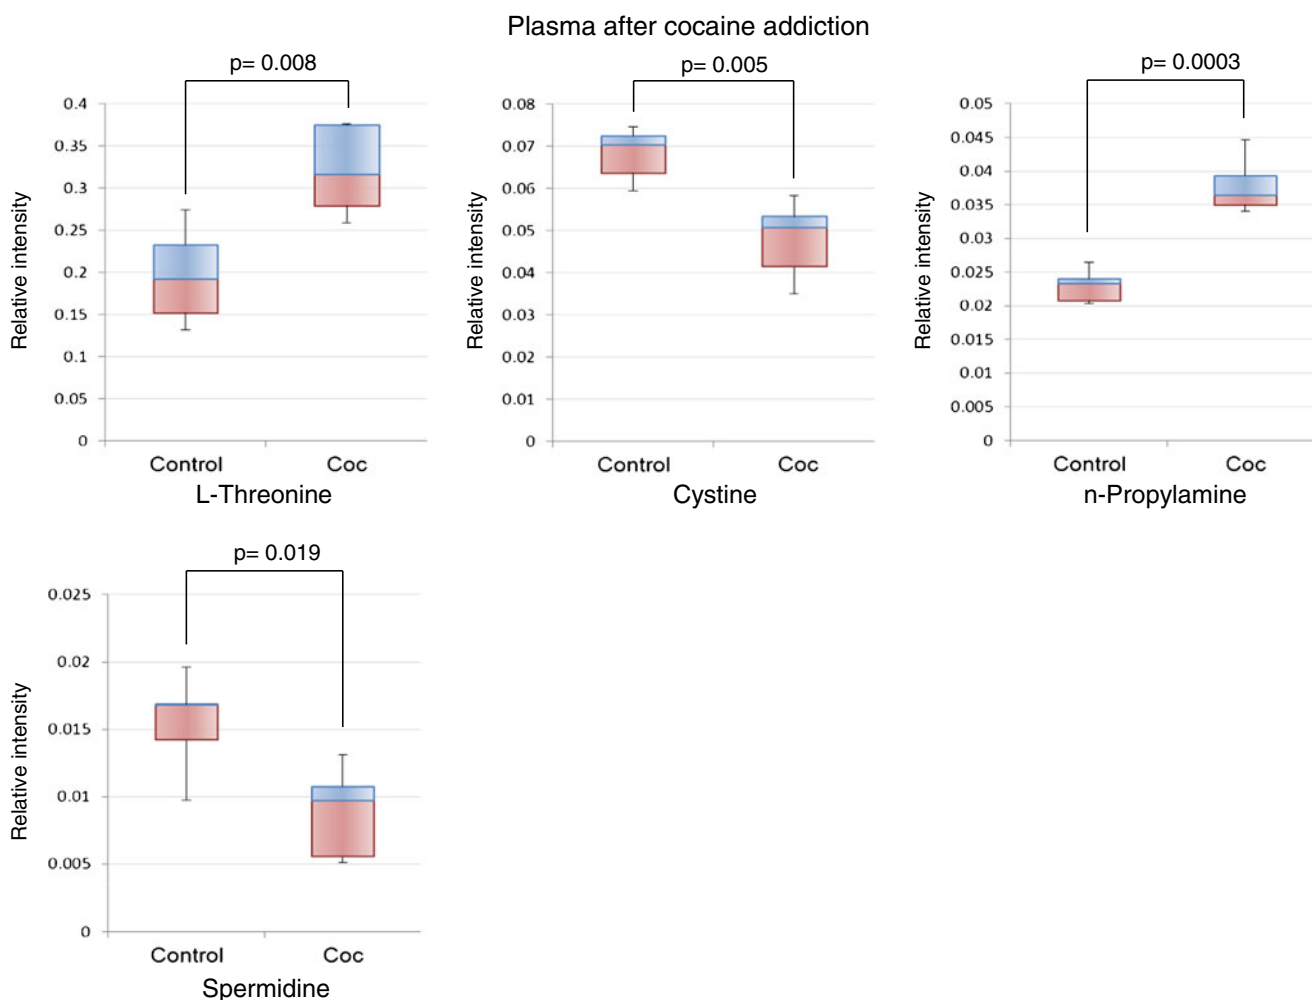 Plasma after cocaine addiction
p= 0.008
Relative intensity
0.4
0.35
0.3
0.25
0.2
0.15
0.1
0.05
0
Control Coc
L-Threonine
p= 0.005
Relative intensity
0.08
0.07
0.06
0.05
0.04
0.03
0.02
0.01
0
Control Coc
Cystine
p= 0.0003
Relative intensity
0.05
0.045
0.04
0.035
0.03
0.025
0.02
0.015
0.01
0.005
0
Control Coc
n-Propylamine
p= 0.019
Relative intensity
0.025
0.02
0.015
0.01
0.005
0
Control Coc
Spermidine